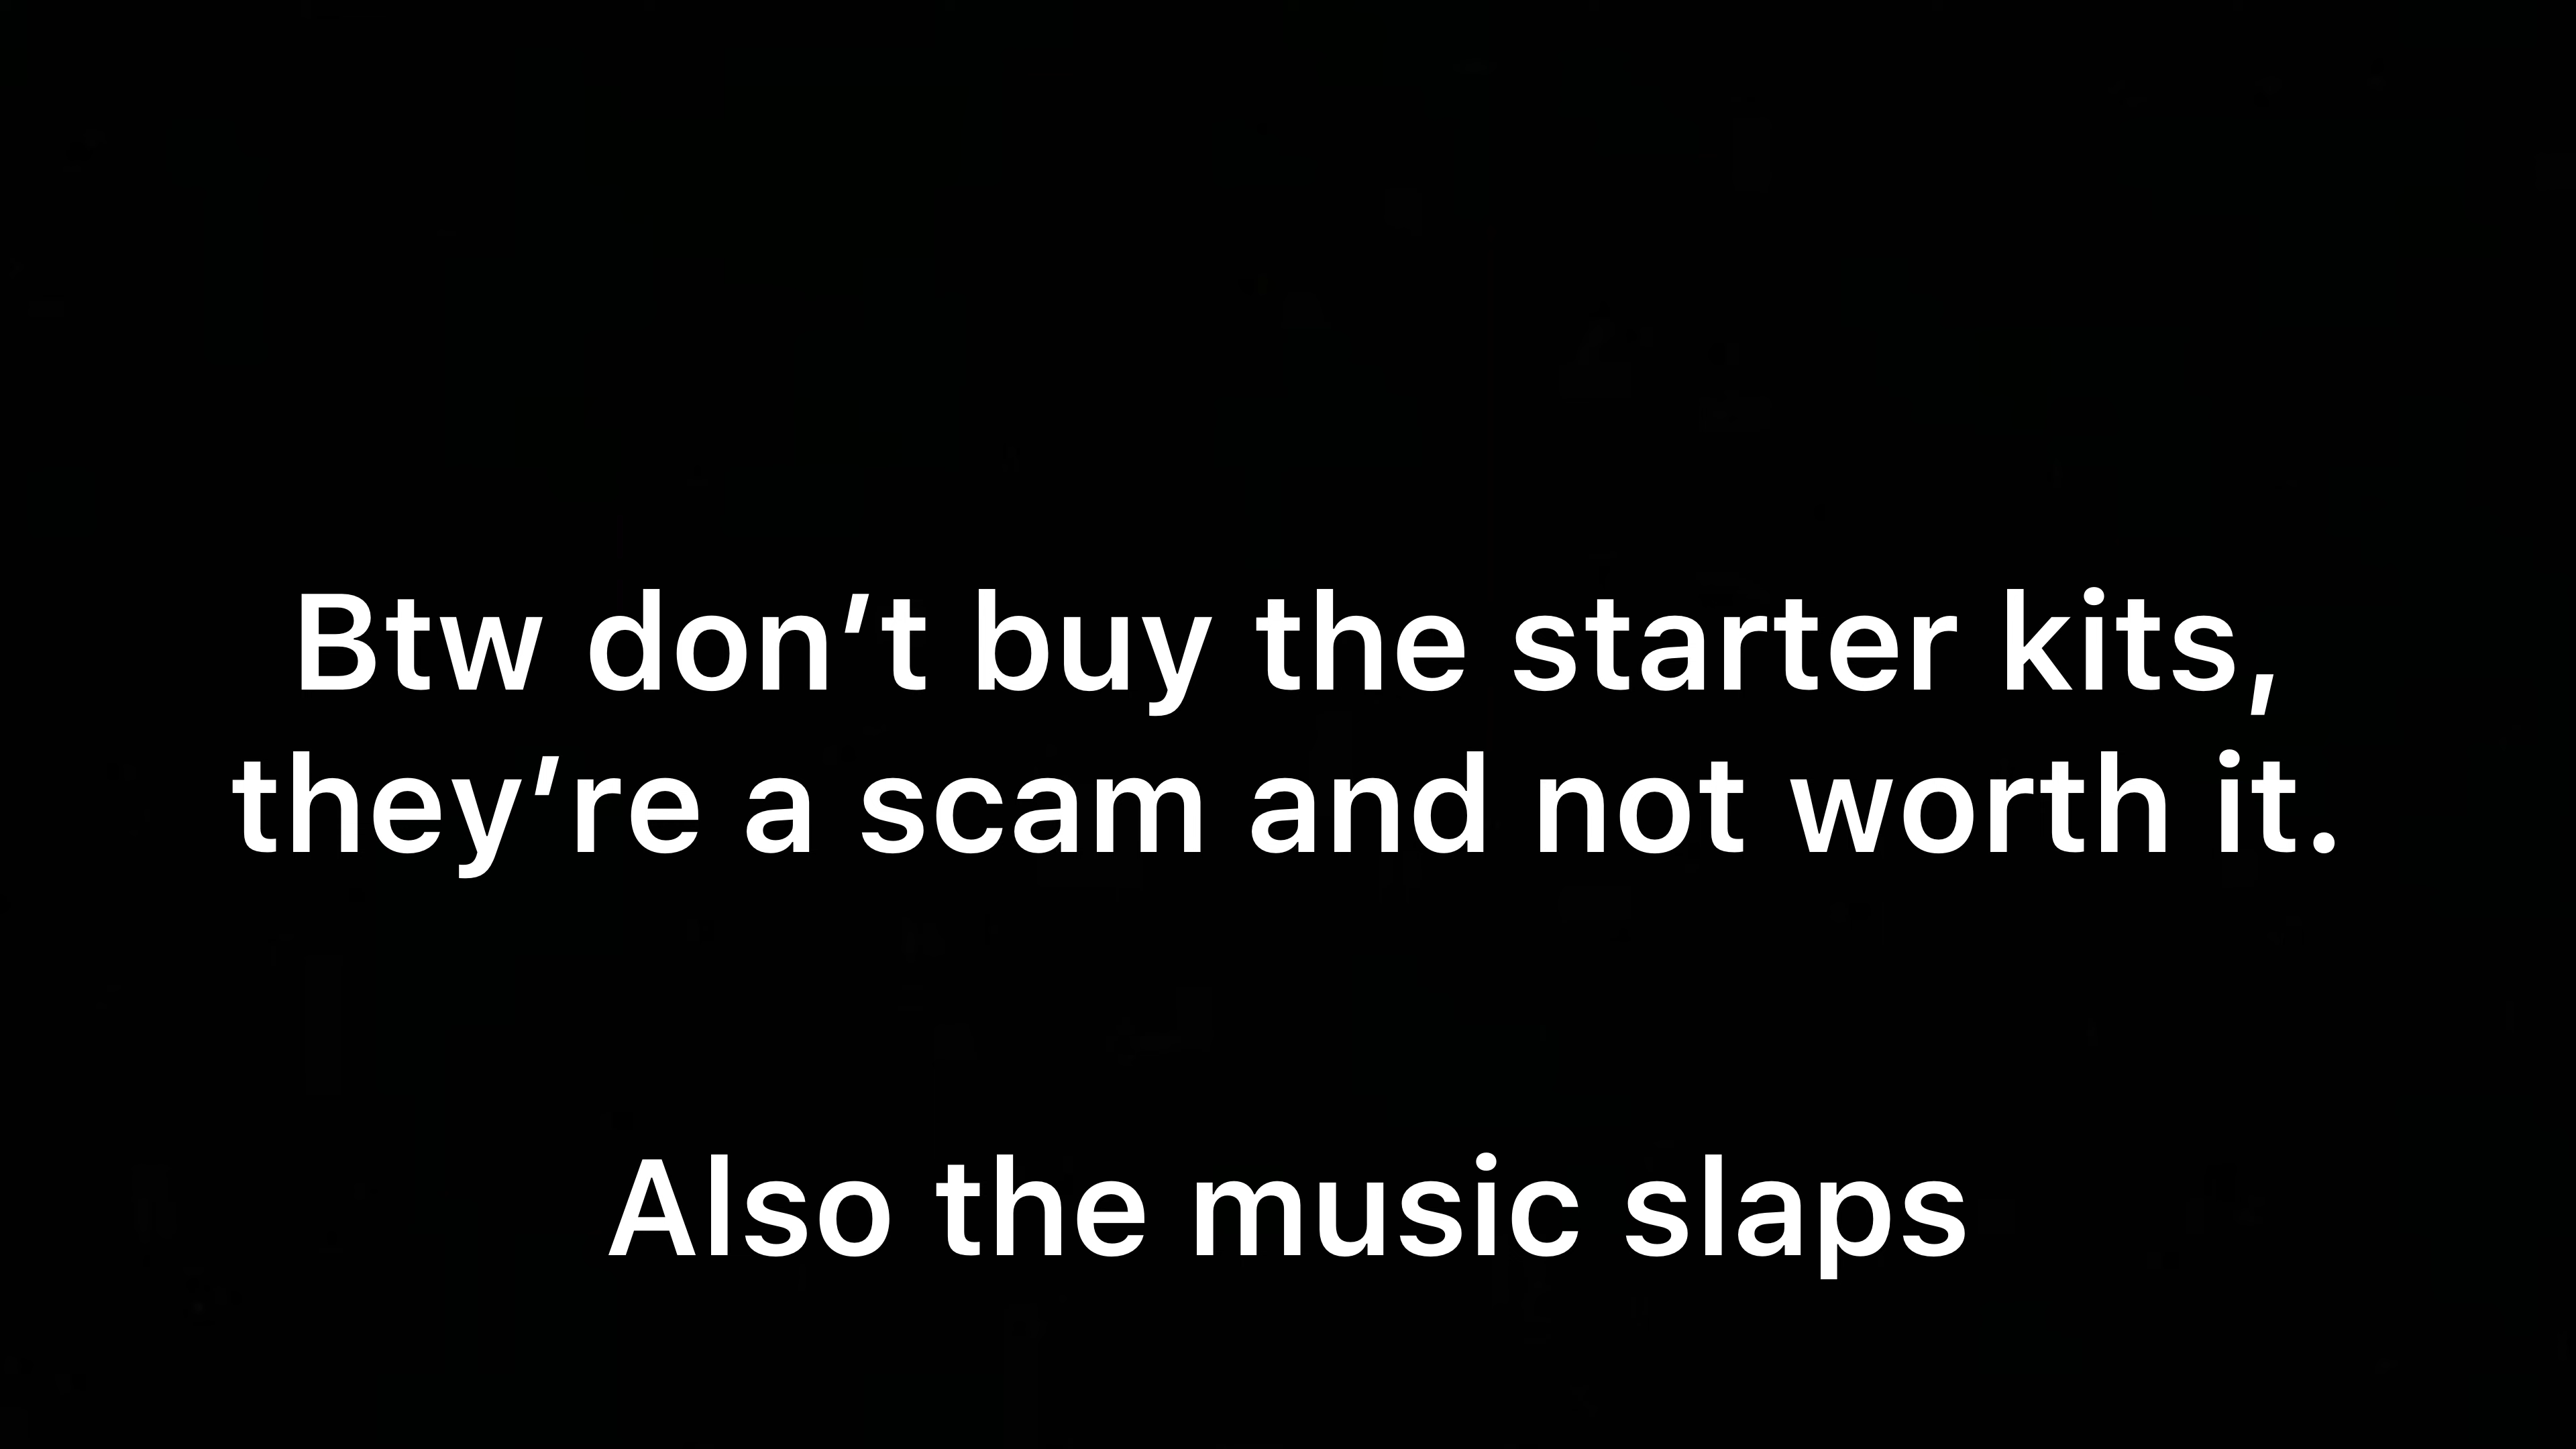 Btw don’t buy the starter kits,
they’re a scam and not worth it.
Also the music slaps